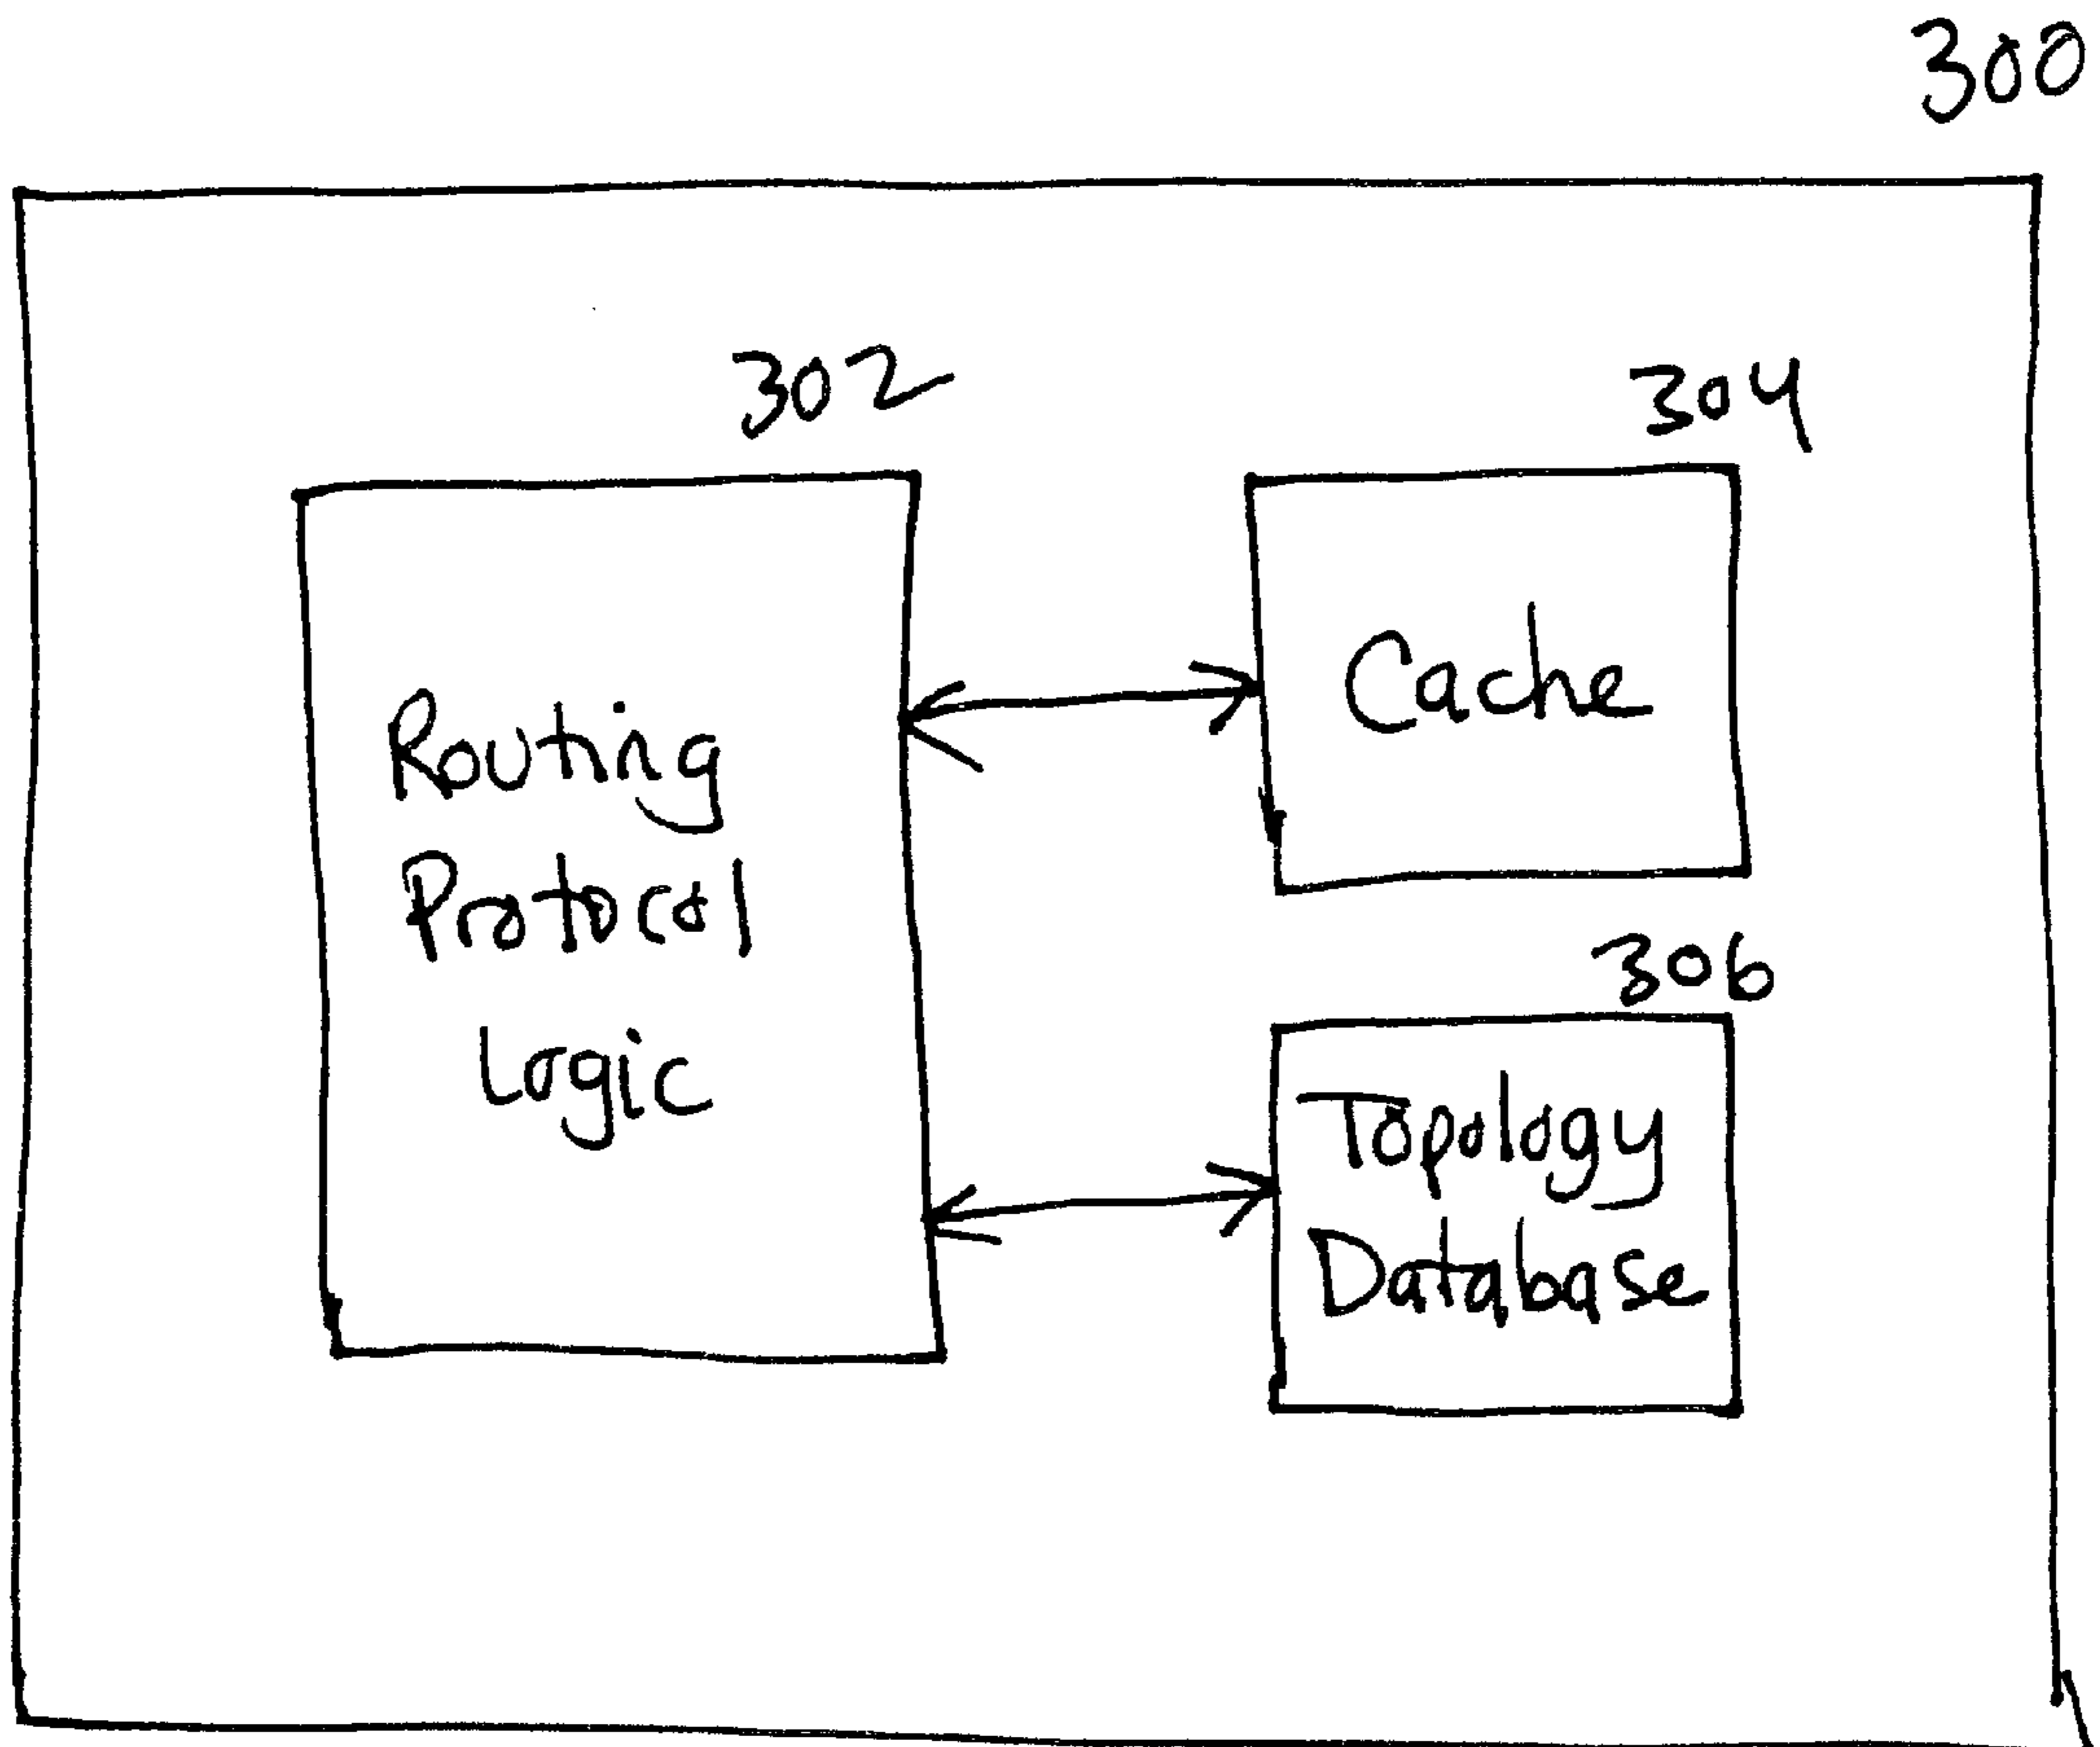 300
302
304
Routing
Protocol
Logic
Cache
306
Topology
Database